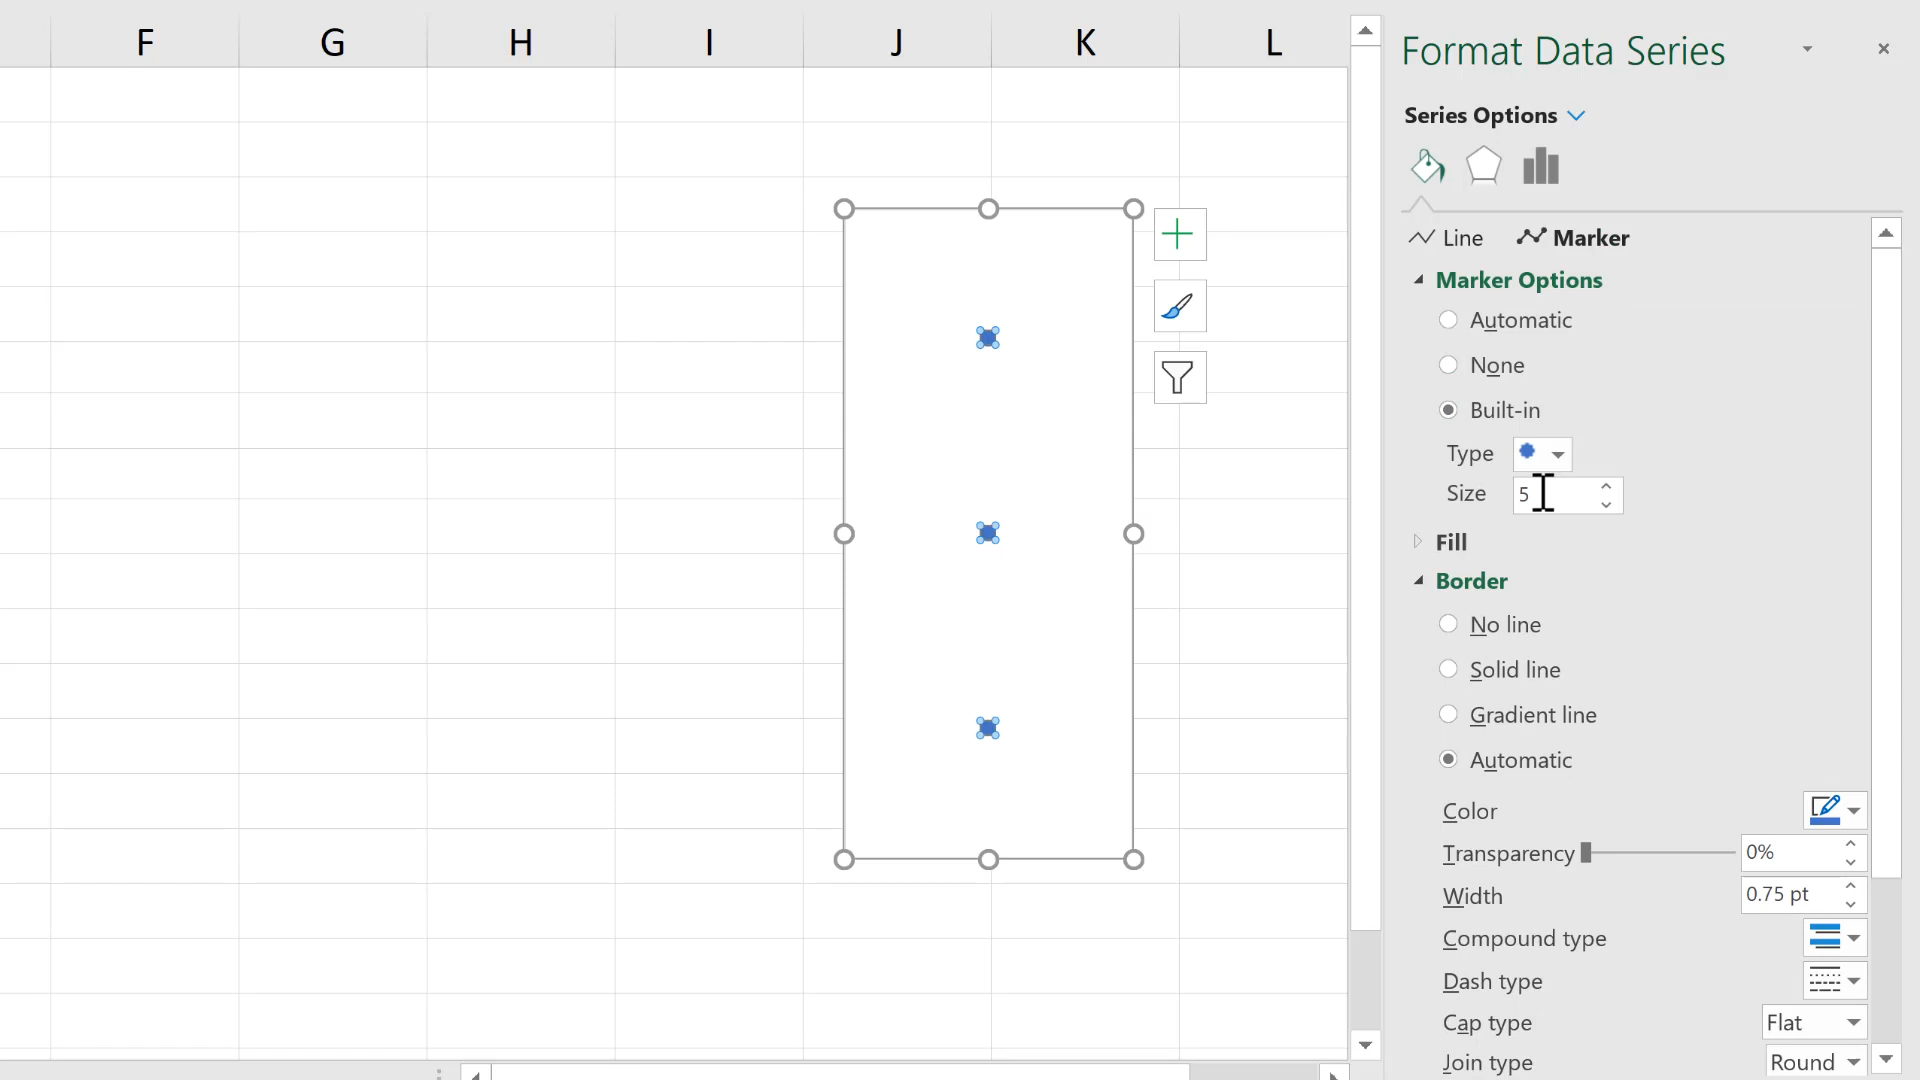 F G H I J K L
Format Data Series
Series Options
Line Marker
Marker Options
Automatic
None
Built-in
Type
Size 5
Fill
Border
No line
Solid line
Gradient line
Automatic
Color
Transparency 0%
Width 0.75 pt
Compound type
Dash type
Cap type Flat
Join type Round